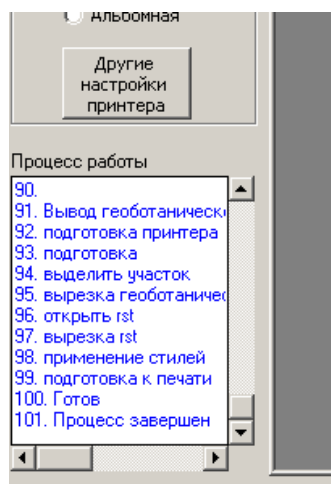 Альбомная
Другие
настройки
принтера
Процесс работы
90.
91. Вывод геоботаническ
92. подготовка принтера
93. подготовка
94. выделить участок
95. вырезка геоботаничес
96. открыть rst
97. вырезка rst
98. применение стилей
99. подготовка к печати
100. Готов
101. Процесс завершен